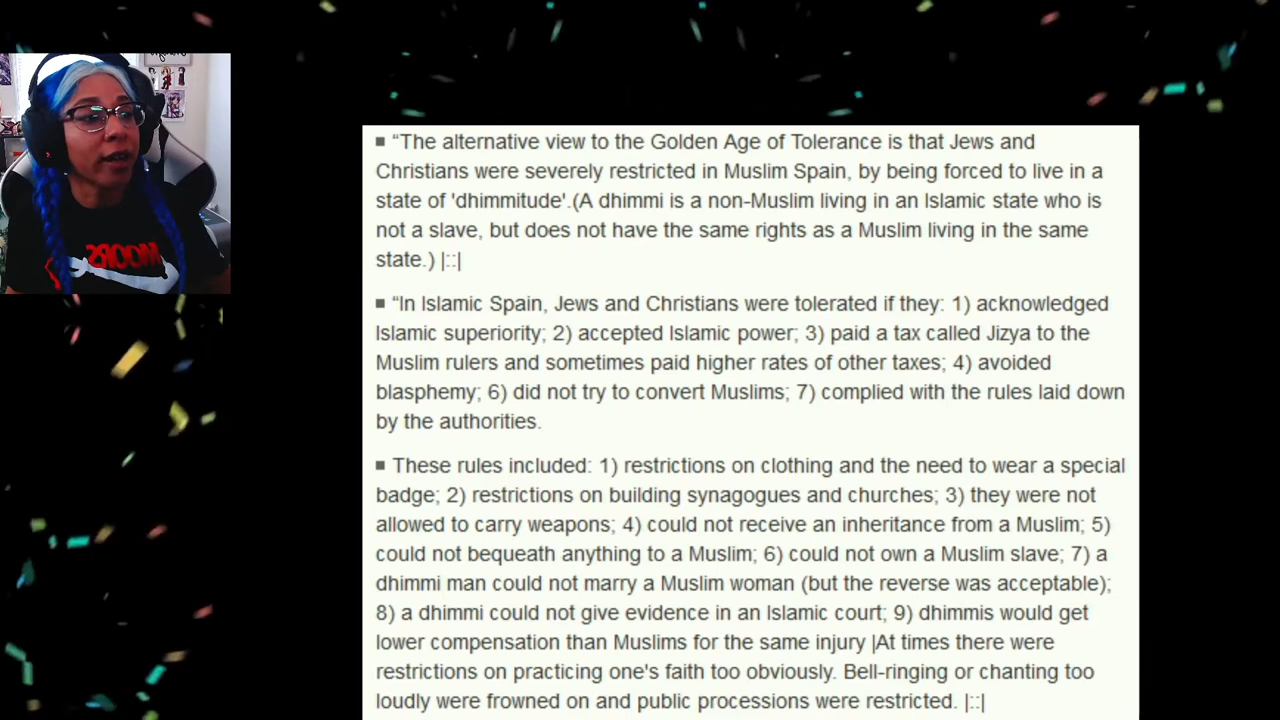 ƧЯOOM
■ “The alternative view to the Golden Age of Tolerance is that Jews and
Christians were severely restricted in Muslim Spain, by being forced to live in a
state of 'dhimmitude'.(A dhimmi is a non-Muslim living in an Islamic state who is
not a slave, but does not have the same rights as a Muslim living in the same
state.) |::|
■ “In Islamic Spain, Jews and Christians were tolerated if they: 1) acknowledged
Islamic superiority; 2) accepted Islamic power; 3) paid a tax called Jizya to the
Muslim rulers and sometimes paid higher rates of other taxes; 4) avoided
blasphemy; 6) did not try to convert Muslims; 7) complied with the rules laid down
by the authorities.
■ These rules included: 1) restrictions on clothing and the need to wear a special
badge; 2) restrictions on building synagogues and churches; 3) they were not
allowed to carry weapons; 4) could not receive an inheritance from a Muslim; 5)
could not bequeath anything to a Muslim; 6) could not own a Muslim slave; 7) a
dhimmi man could not marry a Muslim woman (but the reverse was acceptable);
8) a dhimmi could not give evidence in an Islamic court; 9) dhimmis would get
lower compensation than Muslims for the same injury |At times there were
restrictions on practicing one's faith too obviously. Bell-ringing or chanting too
loudly were frowned on and public processions were restricted. |::|